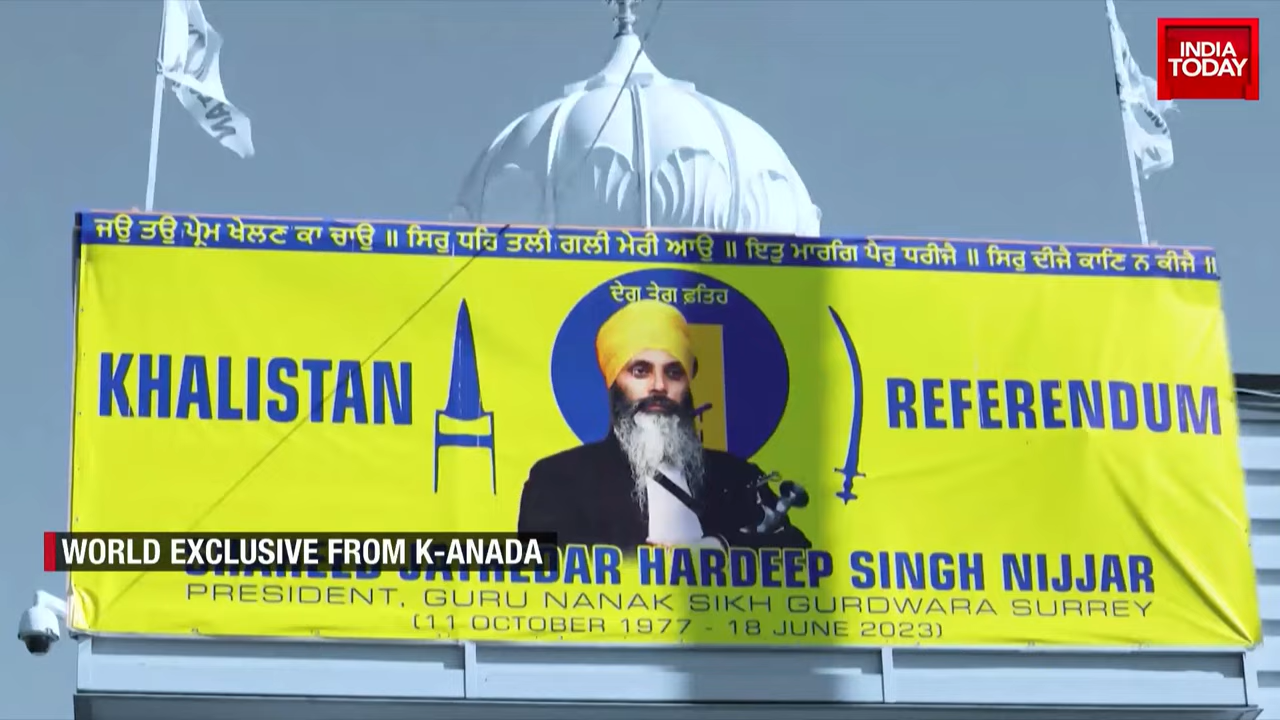 INDIA
TODAY
ਜਉ ਤਉ ਪ੍ਰੇਮ ਖੇਲਣ ਕਾ ਚਾਉ ॥ ਸਿਰੁ ਧਹਿ ਤਲੀ ਗਲੀ ਮੇਰੀ ਆਉ ॥ ਇਤੁ ਮਾਰਗਿ ਪੈਰੁ ਧਰੀਜੈ ॥ ਸਿਰੁ ਦੀਜੈ ਕਾਣਿ ਨ ਕੀਜੈ ॥
ਦੇਗ ਤੇਗ ਫ਼ਤਿਹ
KHALISTAN
REFERENDUM
WORLD EXCLUSIVE FROM K-ANADA
HARDEEP SINGH NIJJAR
PRESIDENT, GURU NANAK SIKH GURDWARA SURREY
(11 OCTOBER 1977 - 18 JUNE 2023)